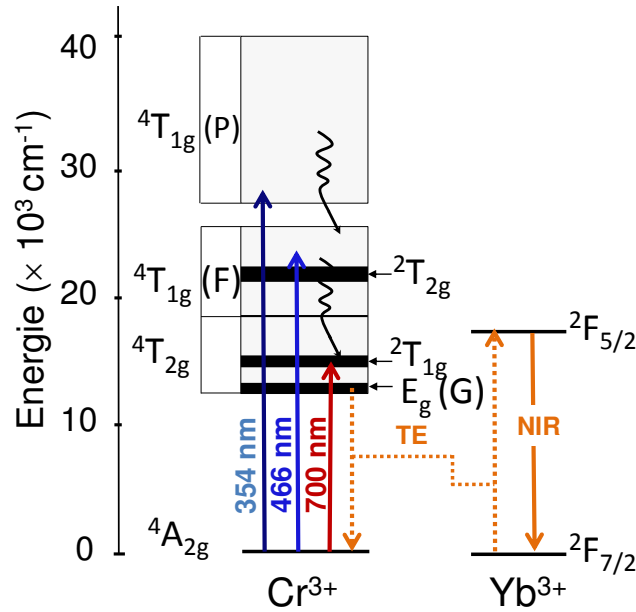 Energie (× 10³ cm⁻¹)
40
30
20
10
0
⁴T₁g (P)
⁴T₁g (F)
⁴T₂g
⁴A₂g
²T₂g
²T₁g
E_g (G)
354 nm
466 nm
700 nm
TE
NIR
²F₅/₂
²F₇/₂
Cr³⁺
Yb³⁺